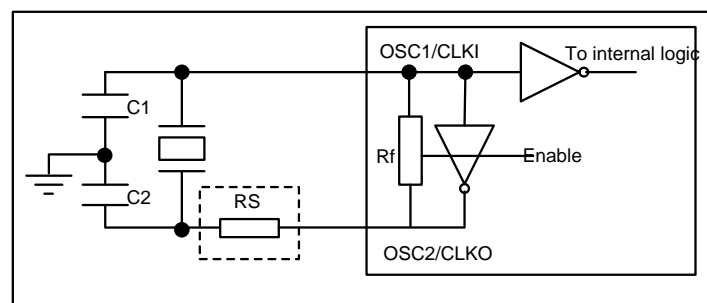 OSC1/CLKI
To internal logic
C1
Rf
Enable
C2
RS
OSC2/CLKO